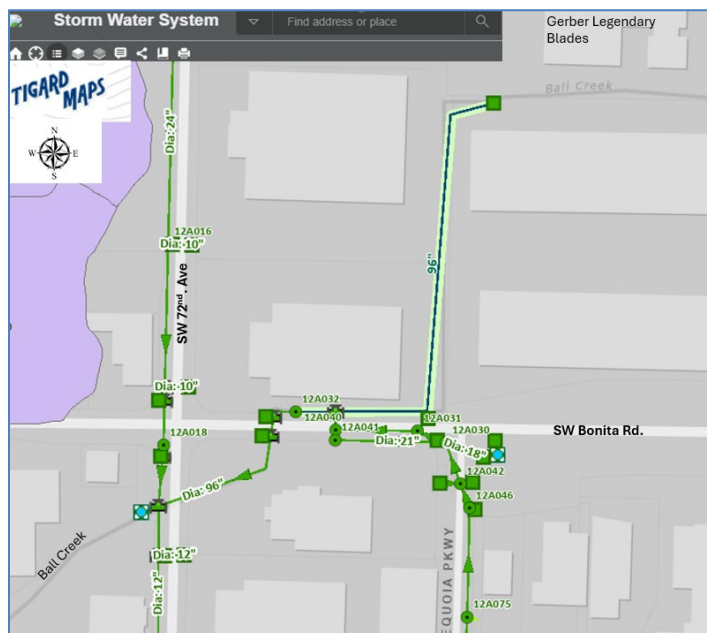 Storm Water System
Find address or place
Gerber Legendary
Blades
TIGARD
MAPS
N
W
E
S
Ball Creek
Dia: 24"
12A016
Dia: 10"
SW 72nd. Ave
96"
Dia: 10"
12A032
12A040
12A031
12A041
12A030
SW Bonita Rd.
12A018
Dia: 21"
Dia: 18"
12A042
Dia: 96"
12A046
Ball Creek
Dia: 12"
Dia: 12"
EQUOIA PKWY
12A075